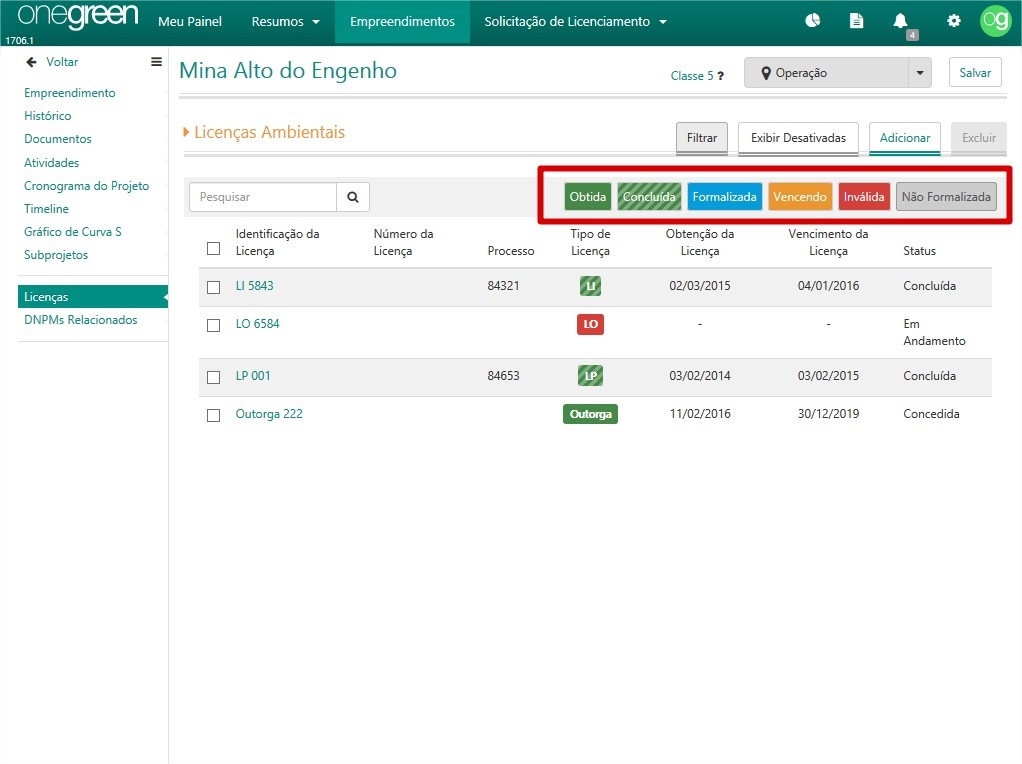 onegreen
1706.1
Meu Painel Resumos Empreendimentos Solicitação de Licenciamento
4
og
Voltar
Empreendimento
Histórico
Documentos
Atividades
Cronograma do Projeto
Timeline
Gráfico de Curva S
Subprojetos
Licenças
DNPMs Relacionados
Mina Alto do Engenho
Classe 5 ? Operação Salvar
Licenças Ambientais
Filtrar Exibir Desativadas Adicionar Excluir
Pesquisar
Obtida Concluída Formalizada Vencendo Inválida Não Formalizada
Identificação da Licença Número da Licença Processo Tipo de Licença Obtenção da Licença Vencimento da Licença Status
LI 5843 84321 LI 02/03/2015 04/01/2016 Concluída
LO 6584 LO - - Em Andamento
LP 001 84653 LP 03/02/2014 03/02/2015 Concluída
Outorga 222 Outorga 11/02/2016 30/12/2019 Concedida